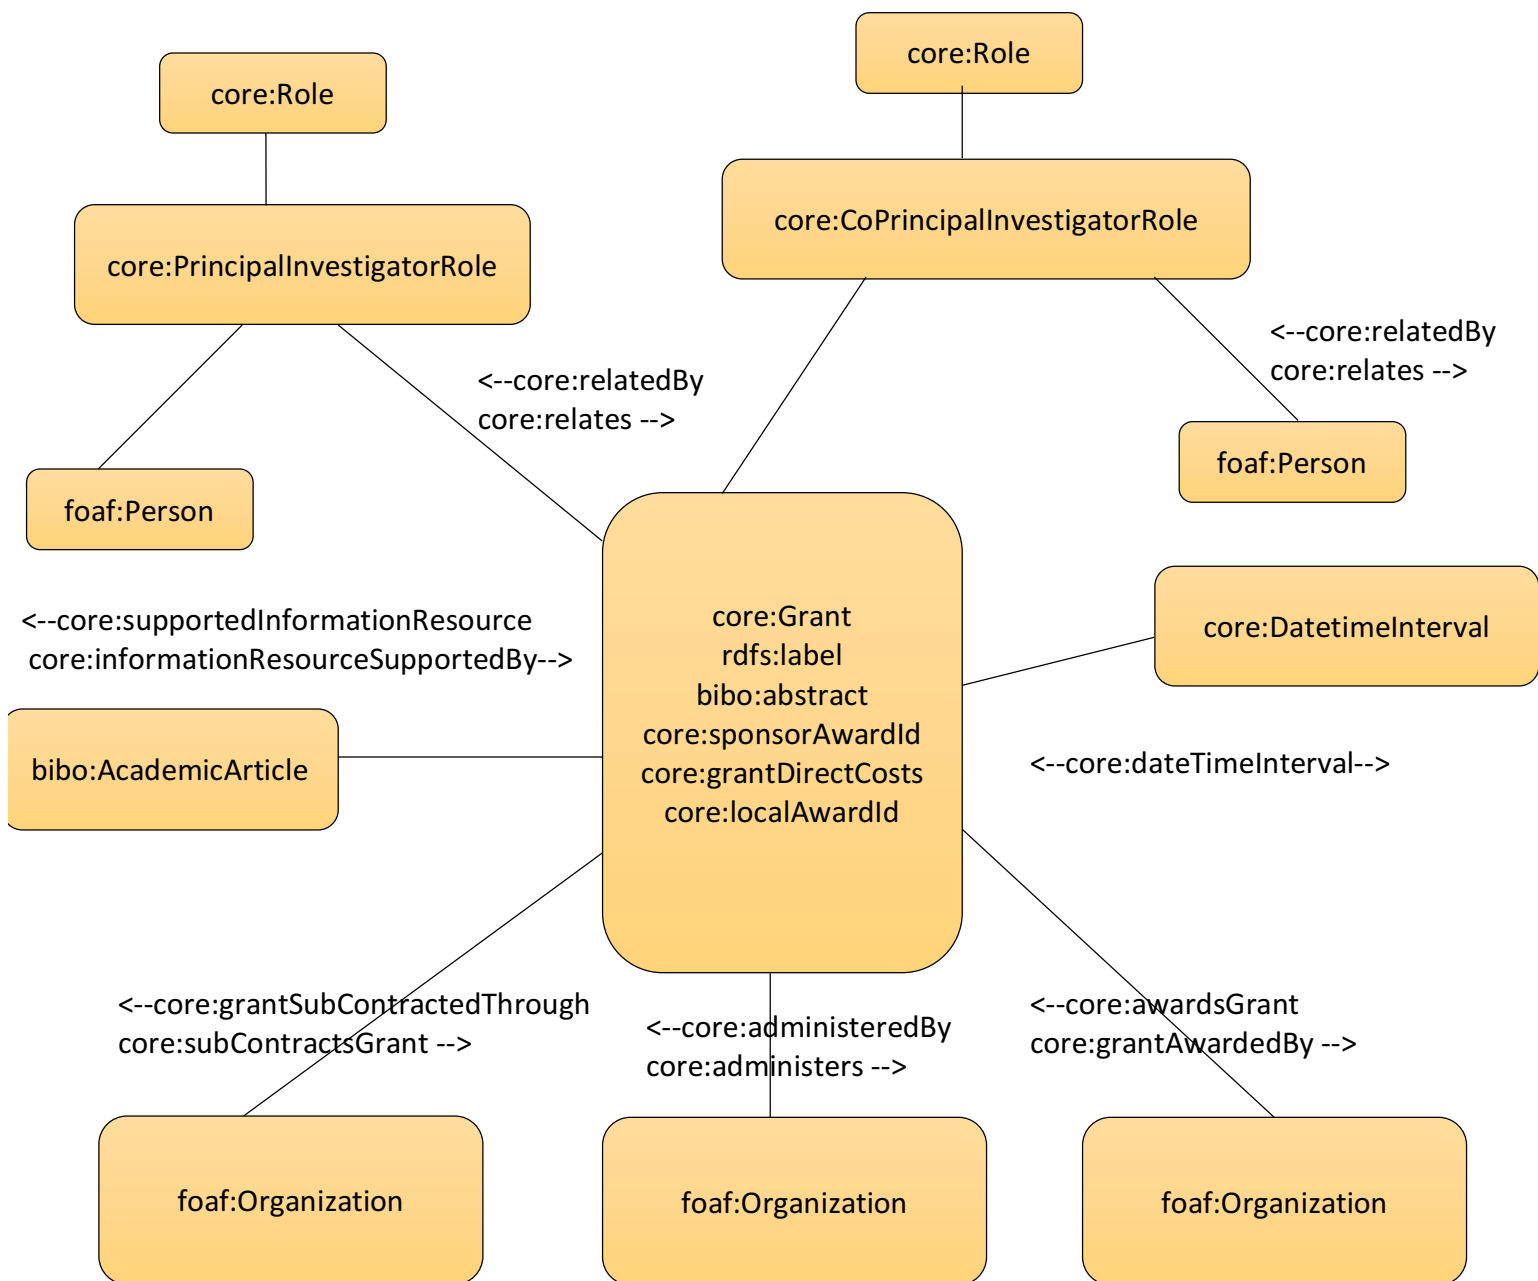 core:Role
core:Role
core:PrincipalInvestigatorRole
core:CoPrincipalInvestigatorRole
<--core:relatedBy
core:relates -->
<--core:relatedBy
core:relates -->
foaf:Person
foaf:Person
<--core:supportedInformationResource
core:informationResourceSupportedBy-->
core:Grant
rdfs:label
bibo:abstract
core:sponsorAwardId
core:grantDirectCosts
core:localAwardId
core:DatetimeInterval
bibo:AcademicArticle
<--core:dateTimeInterval-->
<--core:grantSubContractedThrough
core:subContractsGrant -->
<--core:administeredBy
core:administers -->
<--core:awardsGrant
core:grantAwardedBy -->
foaf:Organization
foaf:Organization
foaf:Organization